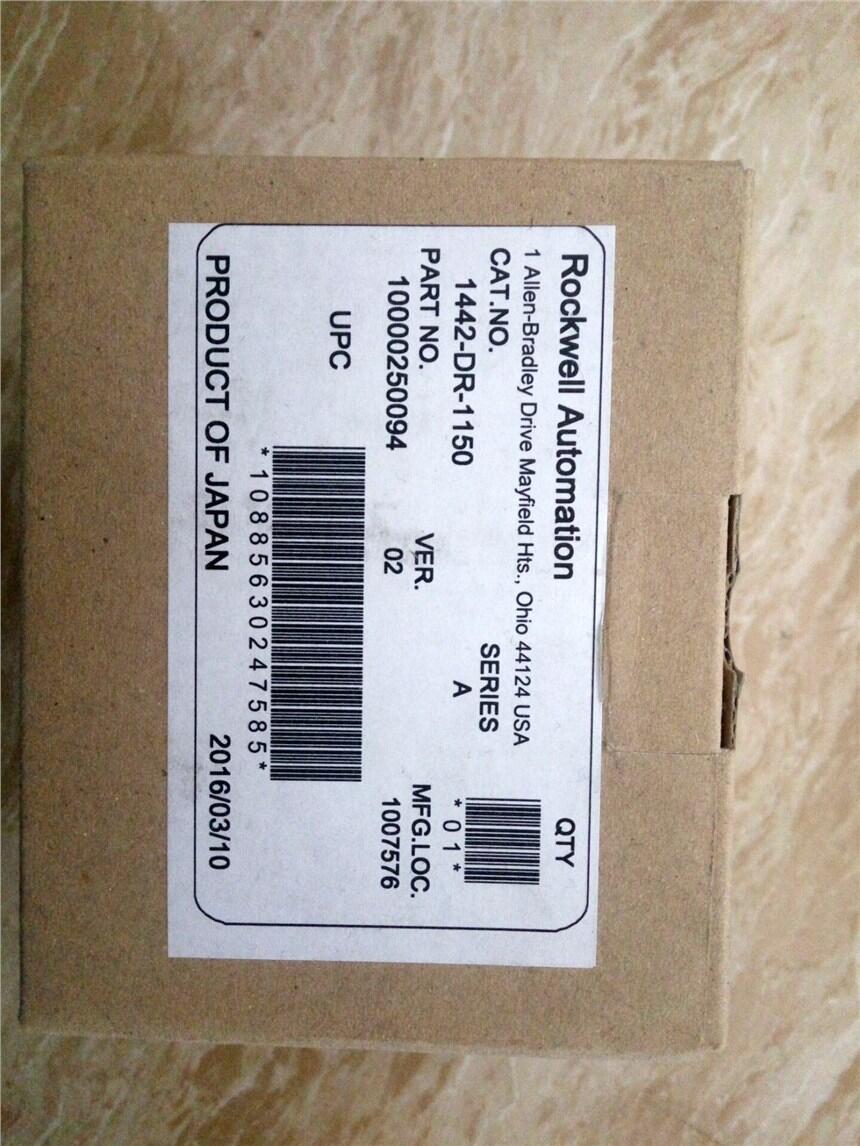 Rockwell Automation QTY
1 Allen-Bradley Drive Mayfield Hts., Ohio 44124 USA
CAT.NO. SERIES
1442-DR-1150 A *01*
PART NO. VER. MFG.LOC.
10000250094 02 1007576
UPC
*10885630247585*
PRODUCT OF JAPAN 2016/03/10